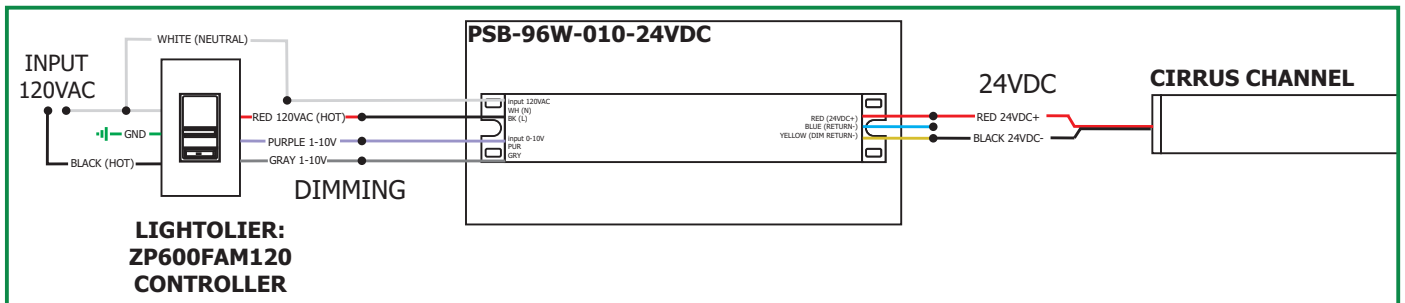 WHITE (NEUTRAL)
INPUT
120VAC
GND
BLACK (HOT)
LIGHTOLIER:
ZP600FAM120
CONTROLLER
RED 120VAC (HOT)
PURPLE 1-10V
GRAY 1-10V
DIMMING
PSB-96W-010-24VDC
input 120VAC
WH (N)
BK (L)
input 0-10V
PUR
GRY
RED (24VDC+)
BLUE (RETURN-)
YELLOW (DIM RETURN-)
24VDC
RED 24VDC+
BLACK 24VDC-
CIRRUS CHANNEL